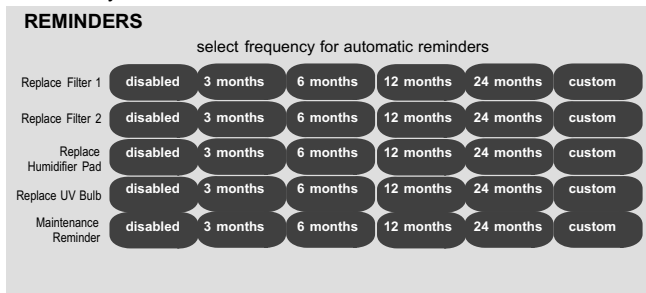 REMINDERS
select frequency for automatic reminders
Replace Filter 1 disabled 3 months 6 months 12 months 24 months custom
Replace Filter 2 disabled 3 months 6 months 12 months 24 months custom
Replace
Humidifier Pad disabled 3 months 6 months 12 months 24 months custom
Replace UV Bulb disabled 3 months 6 months 12 months 24 months custom
Maintenance
Reminder disabled 3 months 6 months 12 months 24 months custom